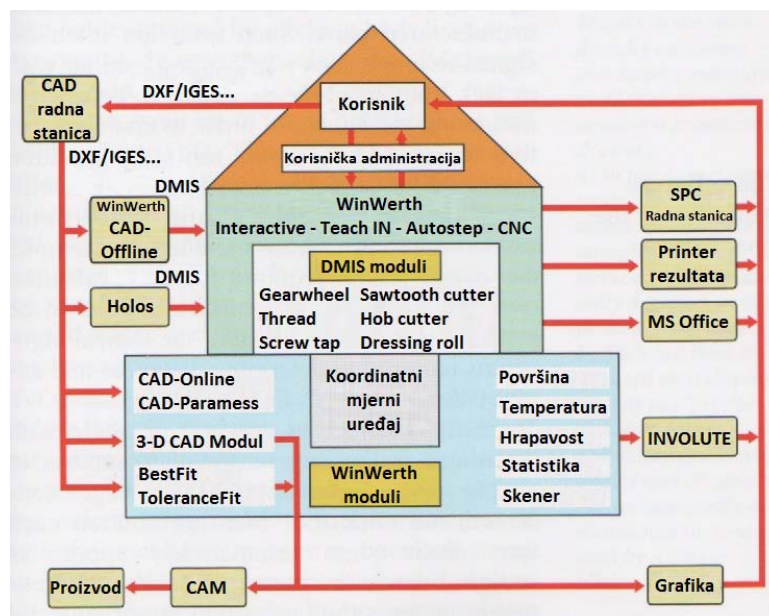 CAD
radna
stanica
DXF/IGES...
DXF/IGES...
Korisnik
Korisnička administracija
DMIS
WinWerth
CAD-
Offline
DMIS
Holos
WinWerth
Interactive - Teach IN - Autostep - CNC
DMIS moduli
Gearwheel Sawtooth cutter
Thread Hob cutter
Screw tap Dressing roll
SPC
Radna stanica
Printer
rezultata
MS Office
CAD-Online
CAD-Parmess
3-D CAD Modul
BestFit
ToleranceFit
Koordinatni
mjerni
uređaj
WinWerth
moduli
Površina
Temperatura
Hrapavost
Statistika
Skener
INVOLUTE
Proizvod
CAM
Grafika